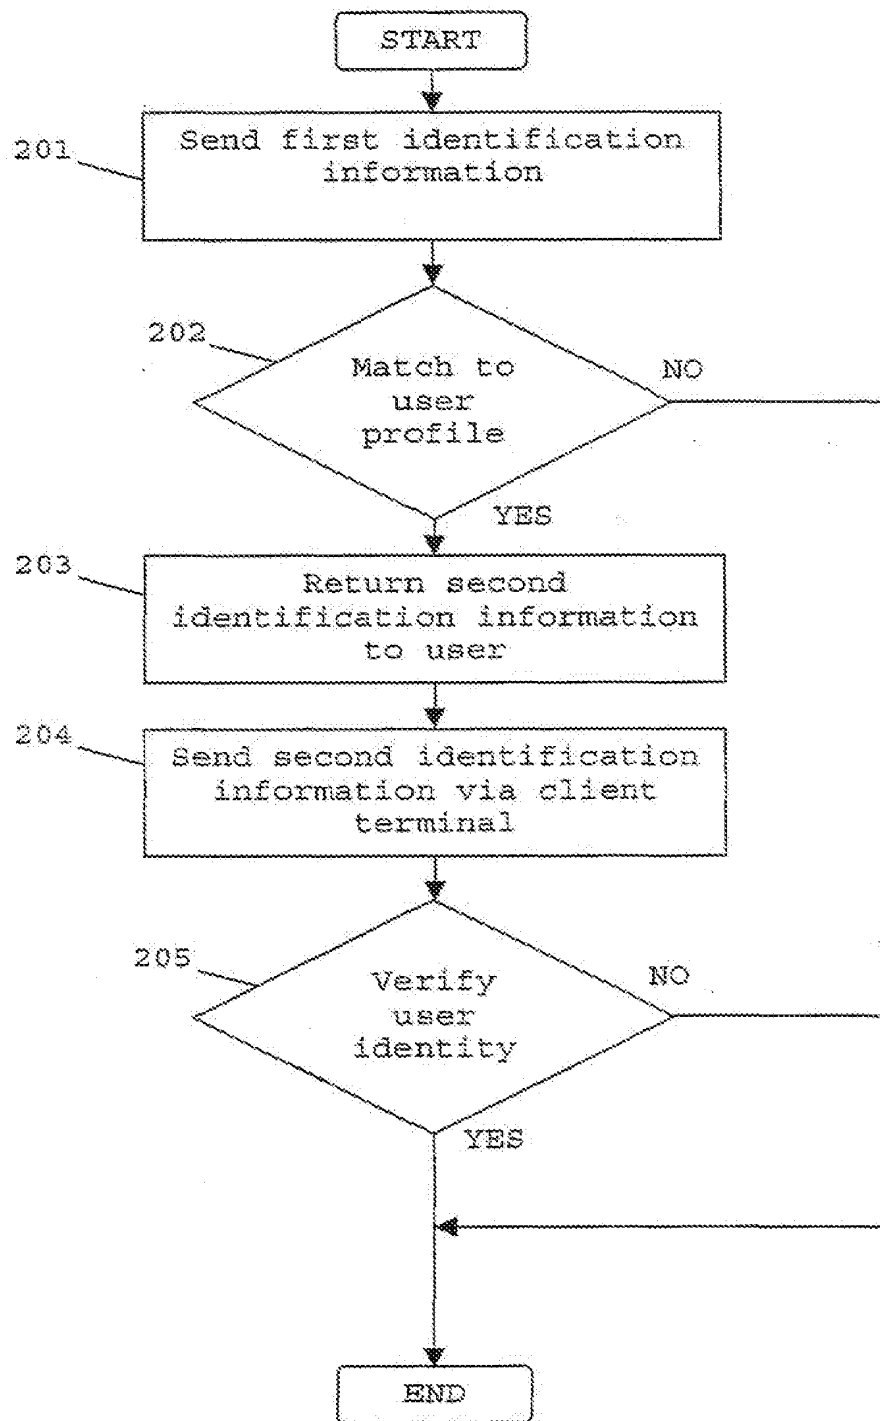 START
201
Send first identification
information
202
Match to
user
profile
NO
YES
203
Return second
identification information
to user
204
Send second identification
information via client
terminal
205
Verify
user
identity
NO
YES
END